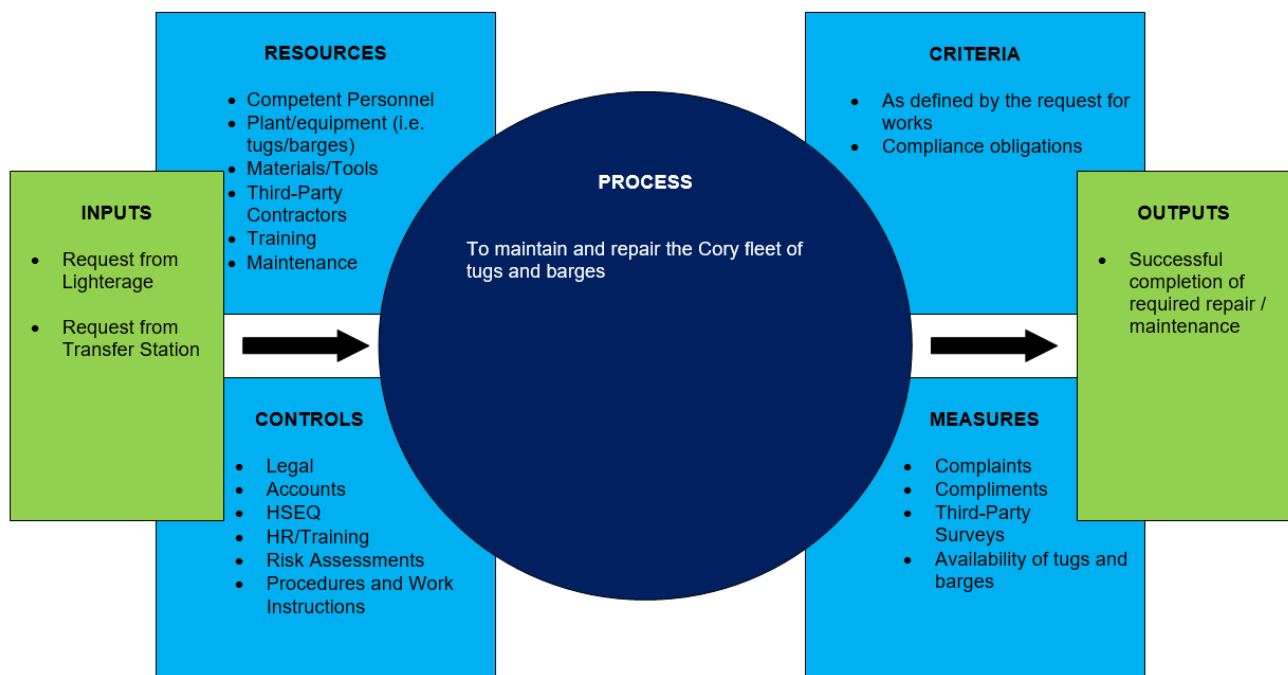 RESOURCES
• Competent Personnel
• Plant/equipment (i.e.
tugs/barges)
• Materials/Tools
• Third-Party
Contractors
• Training
• Maintenance
CRITERIA
• As defined by the request for
works
• Compliance obligations
INPUTS
• Request from
Lighterage
• Request from
Transfer Station
PROCESS
To maintain and repair the Cory fleet of
tugs and barges
OUTPUTS
• Successful
completion of
required repair /
maintenance
CONTROLS
• Legal
• Accounts
• HSEQ
• HR/Training
• Risk Assessments
• Procedures and Work
Instructions
MEASURES
• Complaints
• Compliments
• Third-Party
Surveys
• Availability of tugs and
barges